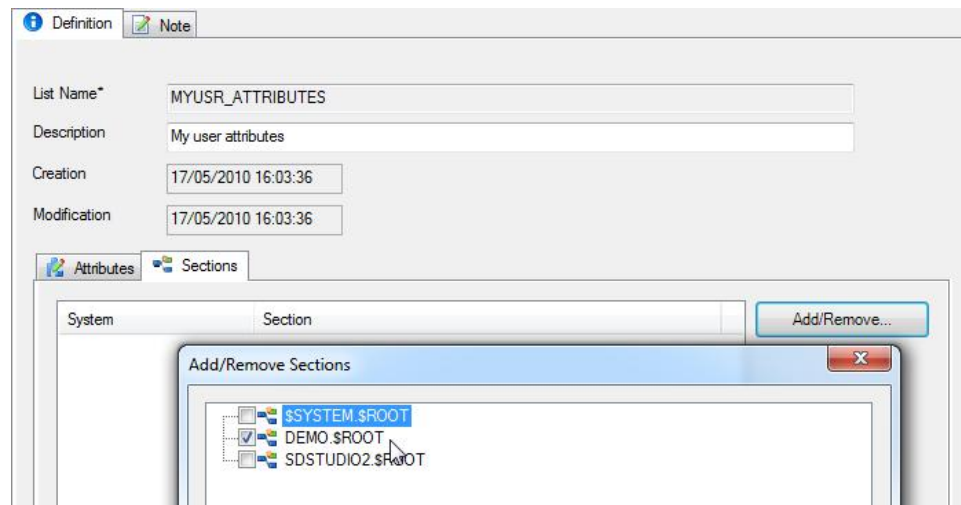 Definition Note
List Name* MYUSR_ATTRIBUTES
Description My user attributes
Creation 17/05/2010 16:03:36
Modification 17/05/2010 16:03:36
Attributes Sections
System Section Add/Remove...
Add/Remove Sections
$SYSTEM.$ROOT
DEMO.$ROOT
SDSTUDIO2.$ROOT